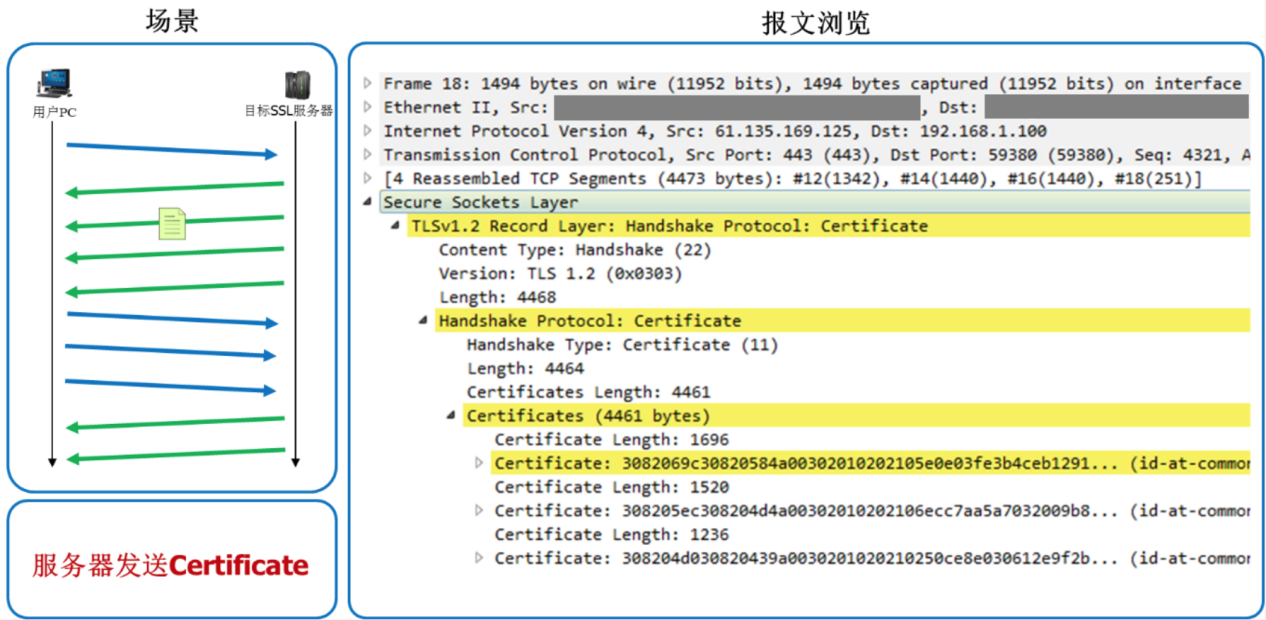 场景
报文浏览
用户PC
目标SSL服务器
服务器发送Certificate
Frame 18: 1494 bytes on wire (11952 bits), 1494 bytes captured (11952 bits) on interface
Ethernet II, Src: , Dst:
Internet Protocol Version 4, Src: 61.135.169.125, Dst: 192.168.1.100
Transmission Control Protocol, Src Port: 443 (443), Dst Port: 59380 (59380), Seq: 4321, A
[4 Reassembled TCP Segments (4473 bytes): #12(1342), #14(1440), #16(1440), #18(251)]
Secure Sockets Layer
TLSv1.2 Record Layer: Handshake Protocol: Certificate
Content Type: Handshake (22)
Version: TLS 1.2 (0x0303)
Length: 4468
Handshake Protocol: Certificate
Handshake Type: Certificate (11)
Length: 4464
Certificates Length: 4461
Certificates (4461 bytes)
Certificate Length: 1696
Certificate: 3082069c30820584a00302010202105e0e03fe3b4ceb1291... (id-at-common
Certificate Length: 1520
Certificate: 308205ec308204d4a00302010202106ecc7aa5a7032009b8... (id-at-common
Certificate Length: 1236
Certificate: 308204d030820439a0030201020210250ce8e030612e9f2b... (id-at-common